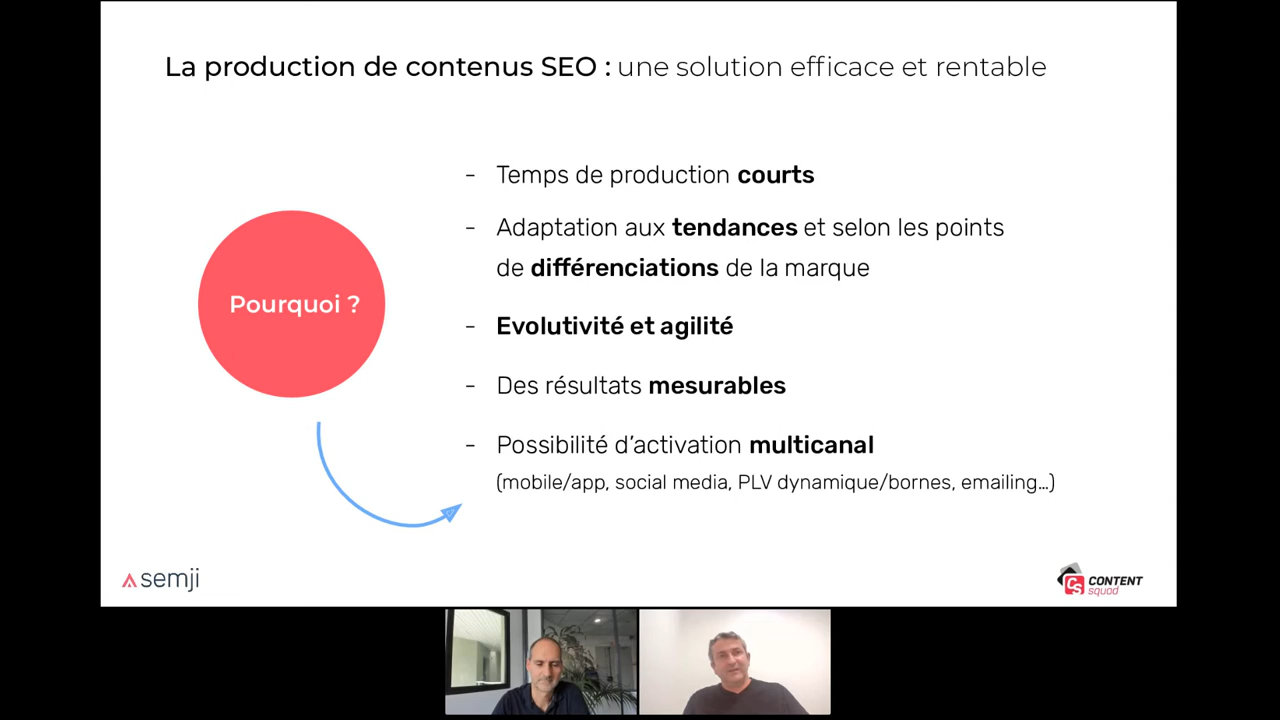 La production de contenus SEO : une solution efficace et rentable
Pourquoi ?
- Temps de production courts
- Adaptation aux tendances et selon les points
de différenciations de la marque
- Evolutivité et agilité
- Des résultats mesurables
- Possibilité d’activation multicanal
(mobile/app, social media, PLV dynamique/bornes, emailing…)
semji
CS CONTENT
squad